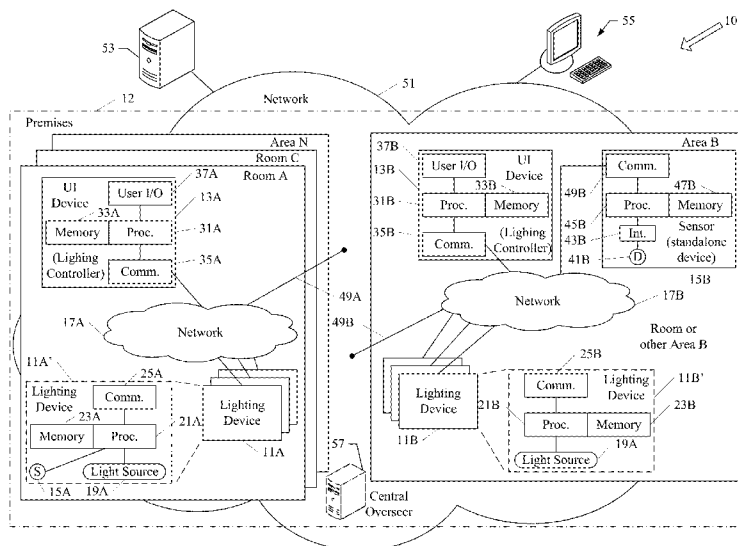 53
55
10
12
51
Network
Premises
Area N
Room C
Room A
UI
Device
User I/O
37A
13A
33A
Memory
Proc.
31A
(Lighing
Controller)
Comm.
35A
49A
17A
Network
11A'
25A
Lighting
Device
Comm.
23A
21A
Memory
Proc.
S
Light Source
15A
19A
Lighting
Device
11A
57
Central
Overseer
37B
User I/O
UI
Device
13B
33B
31B
Proc.
Memory
35B
(Lighing
Controller)
Comm.
Area B
Comm.
49B
47B
45B
Proc.
Memory
43B
Int.
Sensor
(standalone
device)
41B
D
15B
Network
17B
49B
Room or
other Area B
25B
Lighting
Device
11B'
Comm.
Lighting
Device
21B
Proc.
Memory
23B
11B
19A
Light Source